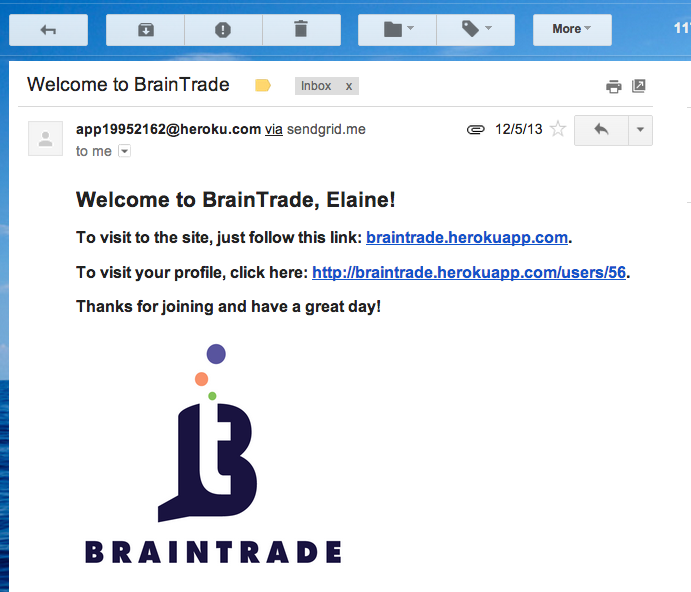 More
11
Welcome to BrainTrade
Inbox x
app19952162@heroku.com via sendgrid.me
12/5/13
to me
Welcome to BrainTrade, Elaine!
To visit to the site, just follow this link: braintrade.herokuapp.com.
To visit your profile, click here: http://braintrade.herokuapp.com/users/56.
Thanks for joining and have a great day!
BRAINTRADE